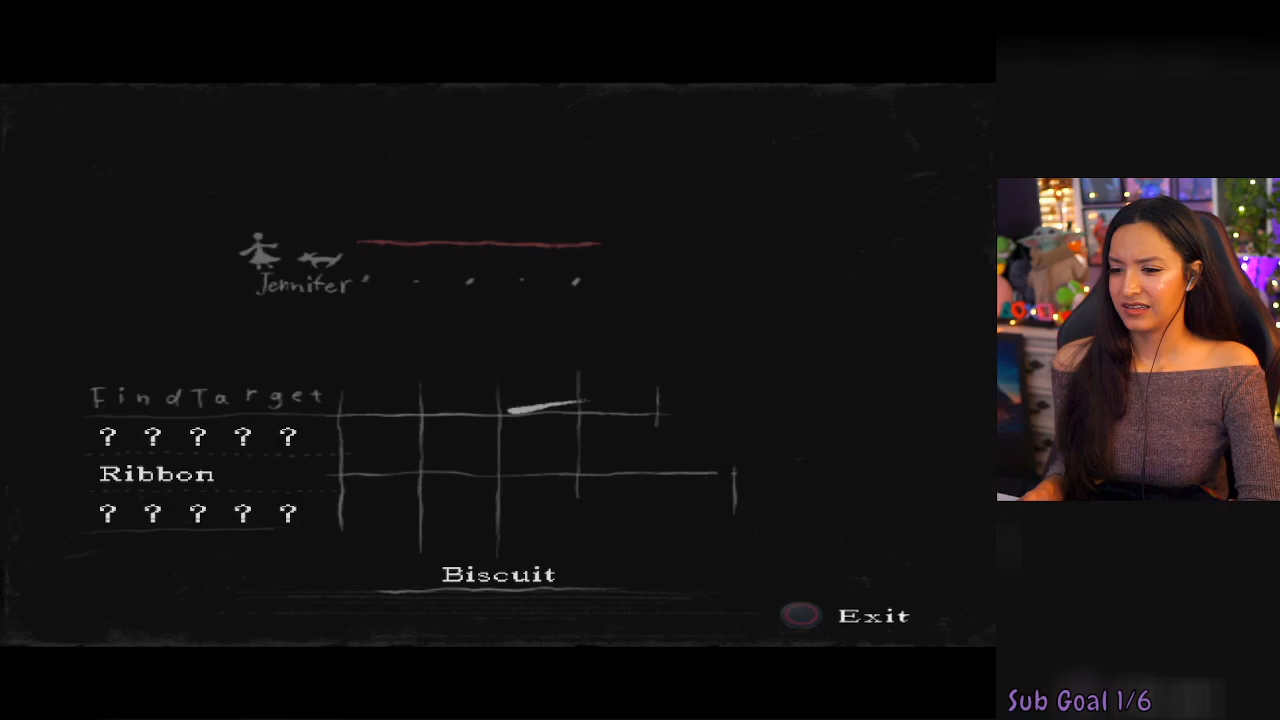 Jennifer
FindTarget
? ? ? ? ?
Ribbon
? ? ? ? ?
Biscuit
Exit
Sub Goal 1/6